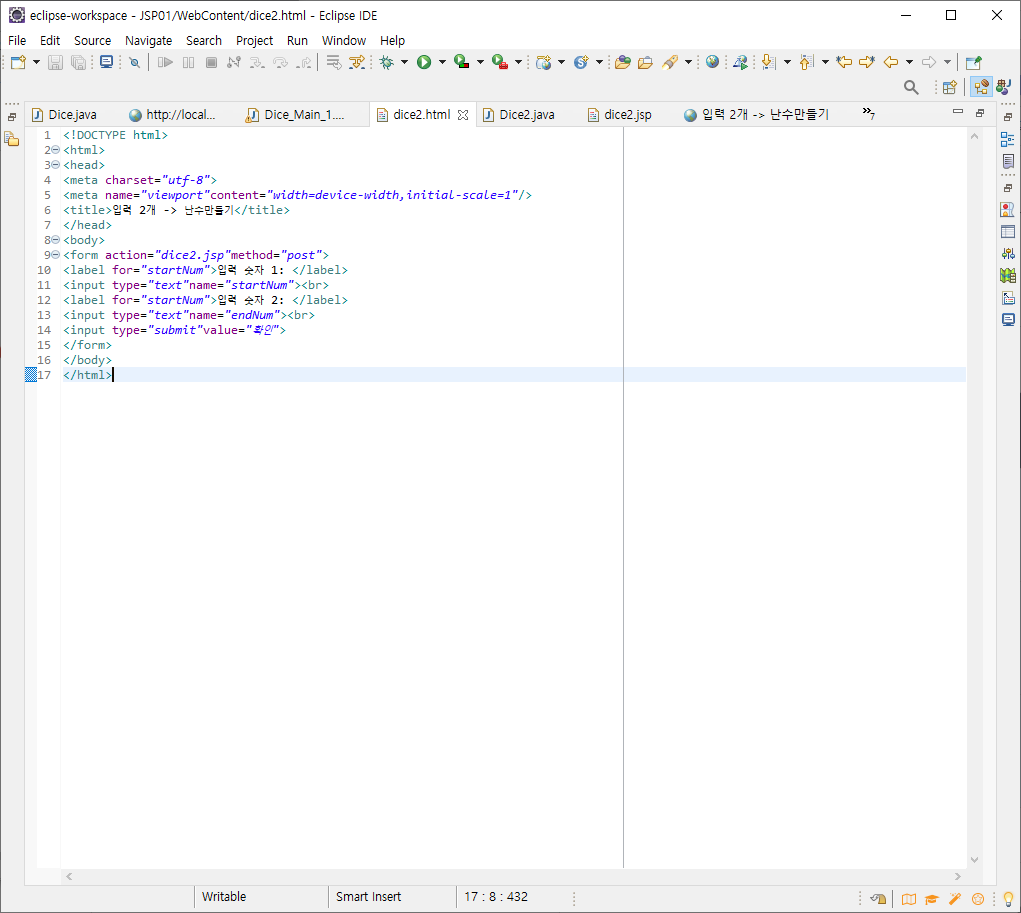 eclipse-workspace - JSP01/WebContent/dice2.html - Eclipse IDE
File Edit Source Navigate Search Project Run Window Help
Dice.java http://local... Dice_Main_1.... dice2.html Dice2.java dice2.jsp 입력 2개 -> 난수만들기 »7
1 <!DOCTYPE html>
2 <html>
3 <head>
4 <meta charset="utf-8">
5 <meta name="viewport"content="width=device-width,initial-scale=1"/>
6 <title>입력 2개 -> 난수만들기</title>
7 </head>
8 <body>
9 <form action="dice2.jsp"method="post">
10 <label for="startNum">입력 숫자 1: </label>
11 <input type="text"name="startNum"><br>
12 <label for="startNum">입력 숫자 2: </label>
13 <input type="text"name="endNum"><br>
14 <input type="submit"value="확인">
15 </form>
16 </body>
17 </html>
Writable Smart Insert 17 : 8 : 432